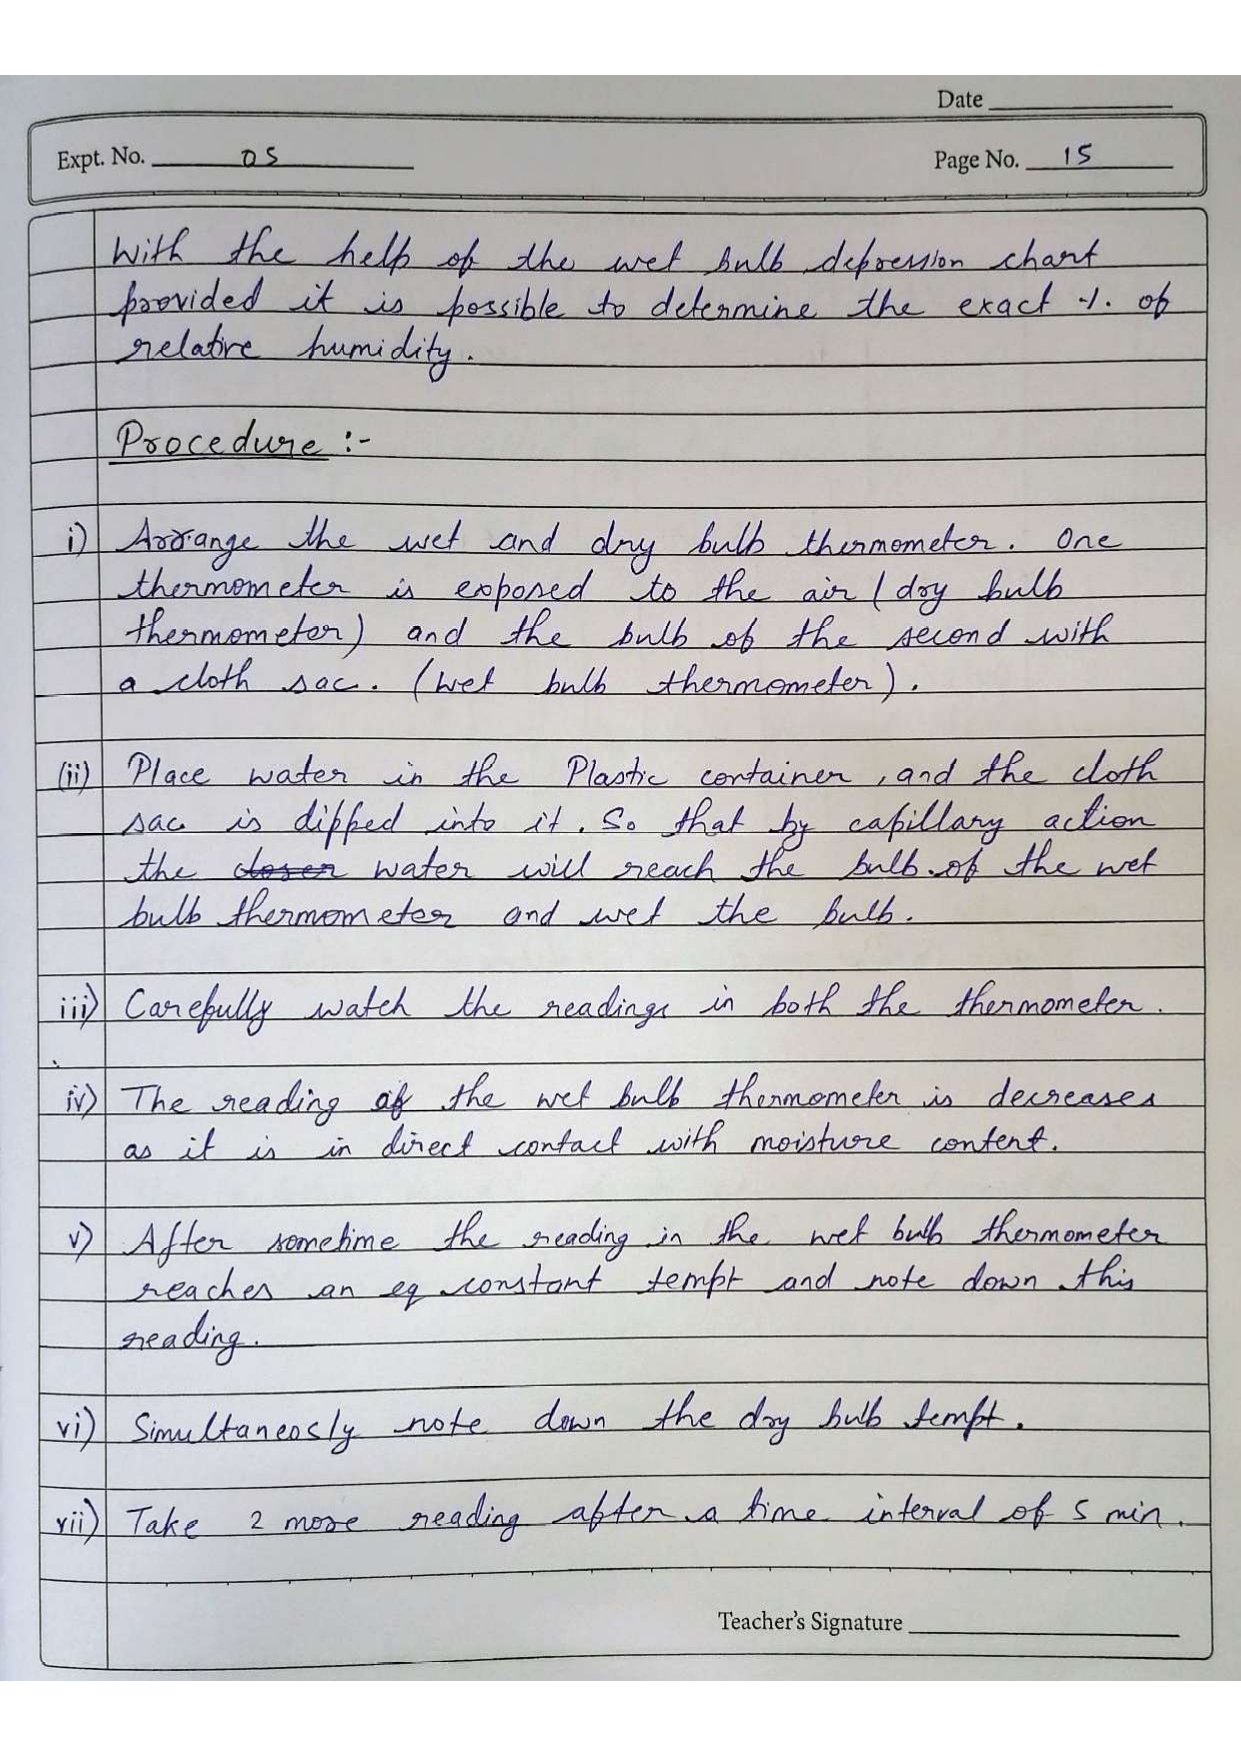 Date
Expt. No. 05
Page No. 15
With the help of the wet bulb depression chart
provided it is possible to determine the exact % of
relative humidity.
Procedure :-
i) Arrange the wet and dry bulb thermometer. One
thermometer is exposed to the air (dry bulb
thermometer) and the bulb of the second with
a cloth sac. (wet bulb thermometer).
(ii) Place water in the Plastic container, and the cloth
sac is dipped into it. So that by capillary action
the water will reach the bulb of the wet
bulb thermometer and wet the bulb.
iii) Carefully watch the readings in both the thermometer.
iv) The reading of the wet bulb thermometer is decreases
as it is in direct contact with moisture content.
v) After sometime the reading in the wet bulb thermometer
reaches an eq constant tempt and note down this
reading.
vi) Simultaneosly note down the dry bulb tempt.
vii) Take 2 more reading after a time interval of 5 min.
Teacher's Signature